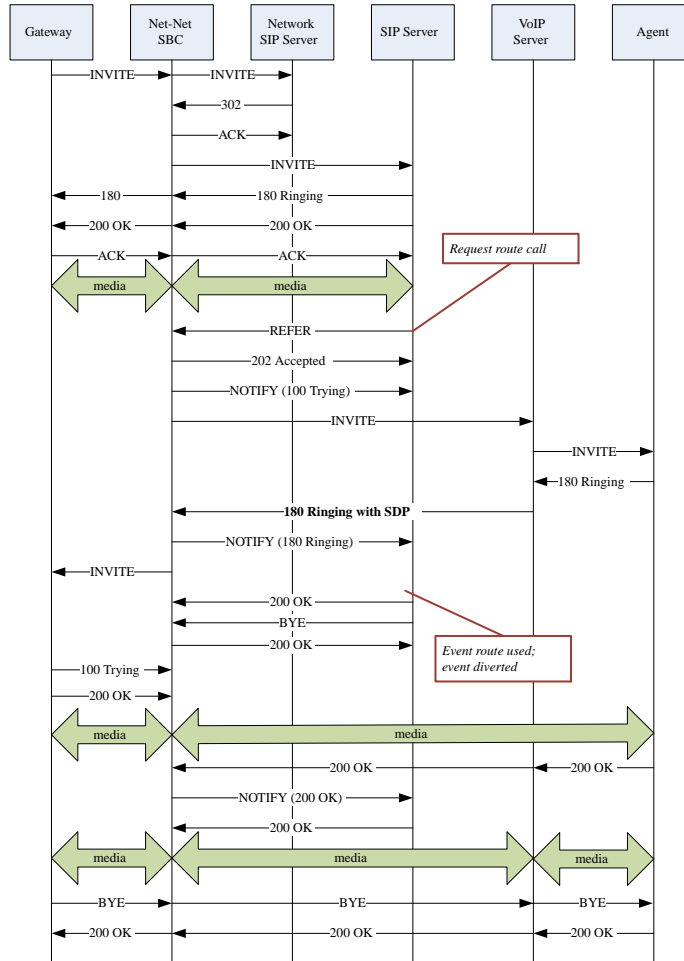 Gateway
Net-Net
SBC
Network
SIP Server
SIP Server
VoIP
Server
Agent
INVITE
INVITE
302
ACK
INVITE
180
180 Ringing
200 OK
200 OK
ACK
ACK
Request route call
media
media
REFER
202 Accepted
NOTIFY (100 Trying)
INVITE
INVITE
180 Ringing
180 Ringing with SDP
NOTIFY (180 Ringing)
INVITE
200 OK
BYE
200 OK
Event route used;
event diverted
100 Trying
200 OK
media
media
200 OK
200 OK
NOTIFY (200 OK)
200 OK
media
media
media
BYE
BYE
BYE
200 OK
200 OK
200 OK